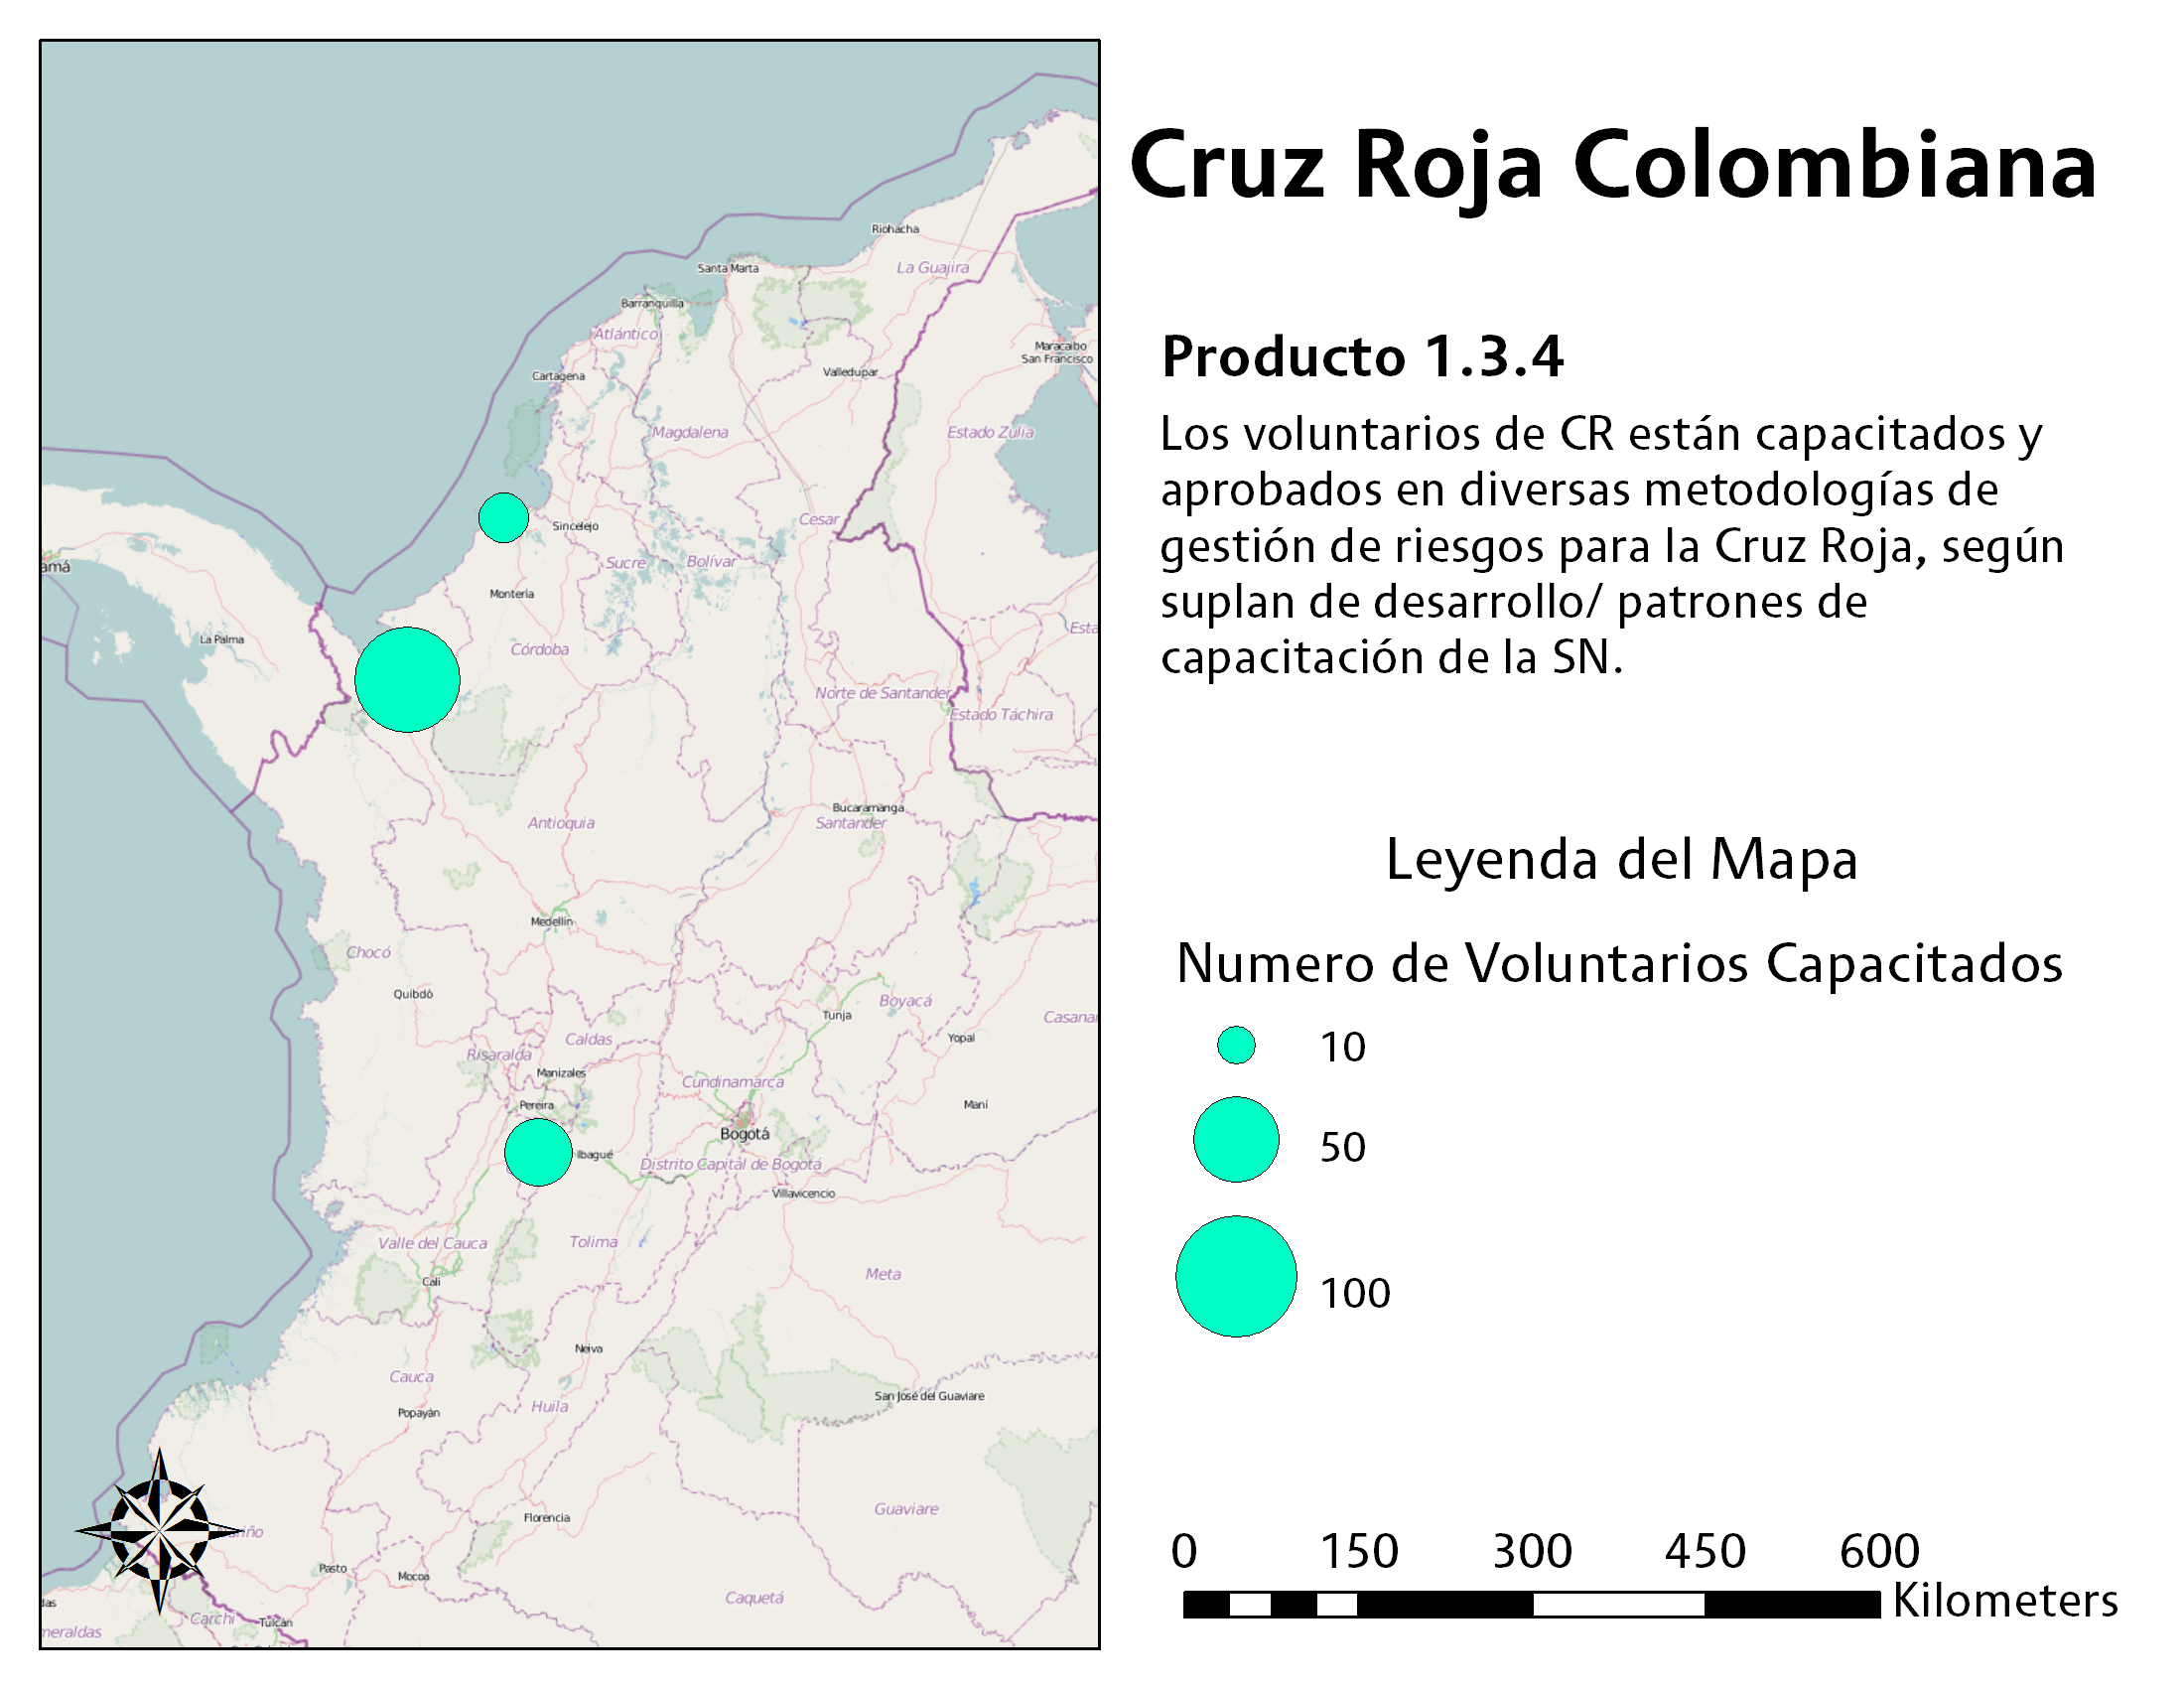 Cruz Roja Colombiana
Producto 1.3.4
Los voluntarios de CR están capacitados y
aprobados en diversas metodologías de
gestión de riesgos para la Cruz Roja, según
suplan de desarrollo/ patrones de
capacitación de la SN.
Leyenda del Mapa
Numero de Voluntarios Capacitados
10
50
100
0 150 300 450 600
Kilometers
Riohacha
La Guajira
Santa Marta
Barranquilla
Atlántico
Maracaibo
San Francisco
Valledupar
Cartagena
Magdalena
Estado Zulia
Cesar
Sincelejo
Sucre
Bolívar
amá
Montería
La Palma
Córdoba
Esta
Norte de Santander
Estado Táchira
Bucaramanga
Santander
Antioquia
Medellín
Chocó
Quibdó
Boyacá
Tunja
Casanar
Yopal
Caldas
Risaralda
Manizales
Cundinamarca
Pereira
Maní
Bogotá
Ibagué
Distrito Capital de Bogotá
Villavicencio
Valle del Cauca
Tolima
Meta
Cali
Neiva
Cauca
San José del Guaviare
Huila
Popayán
Guaviare
Florencia
Nariño
Pasto
Mocoa
Caquetá
das
Carchi
Tulcán
meraldas